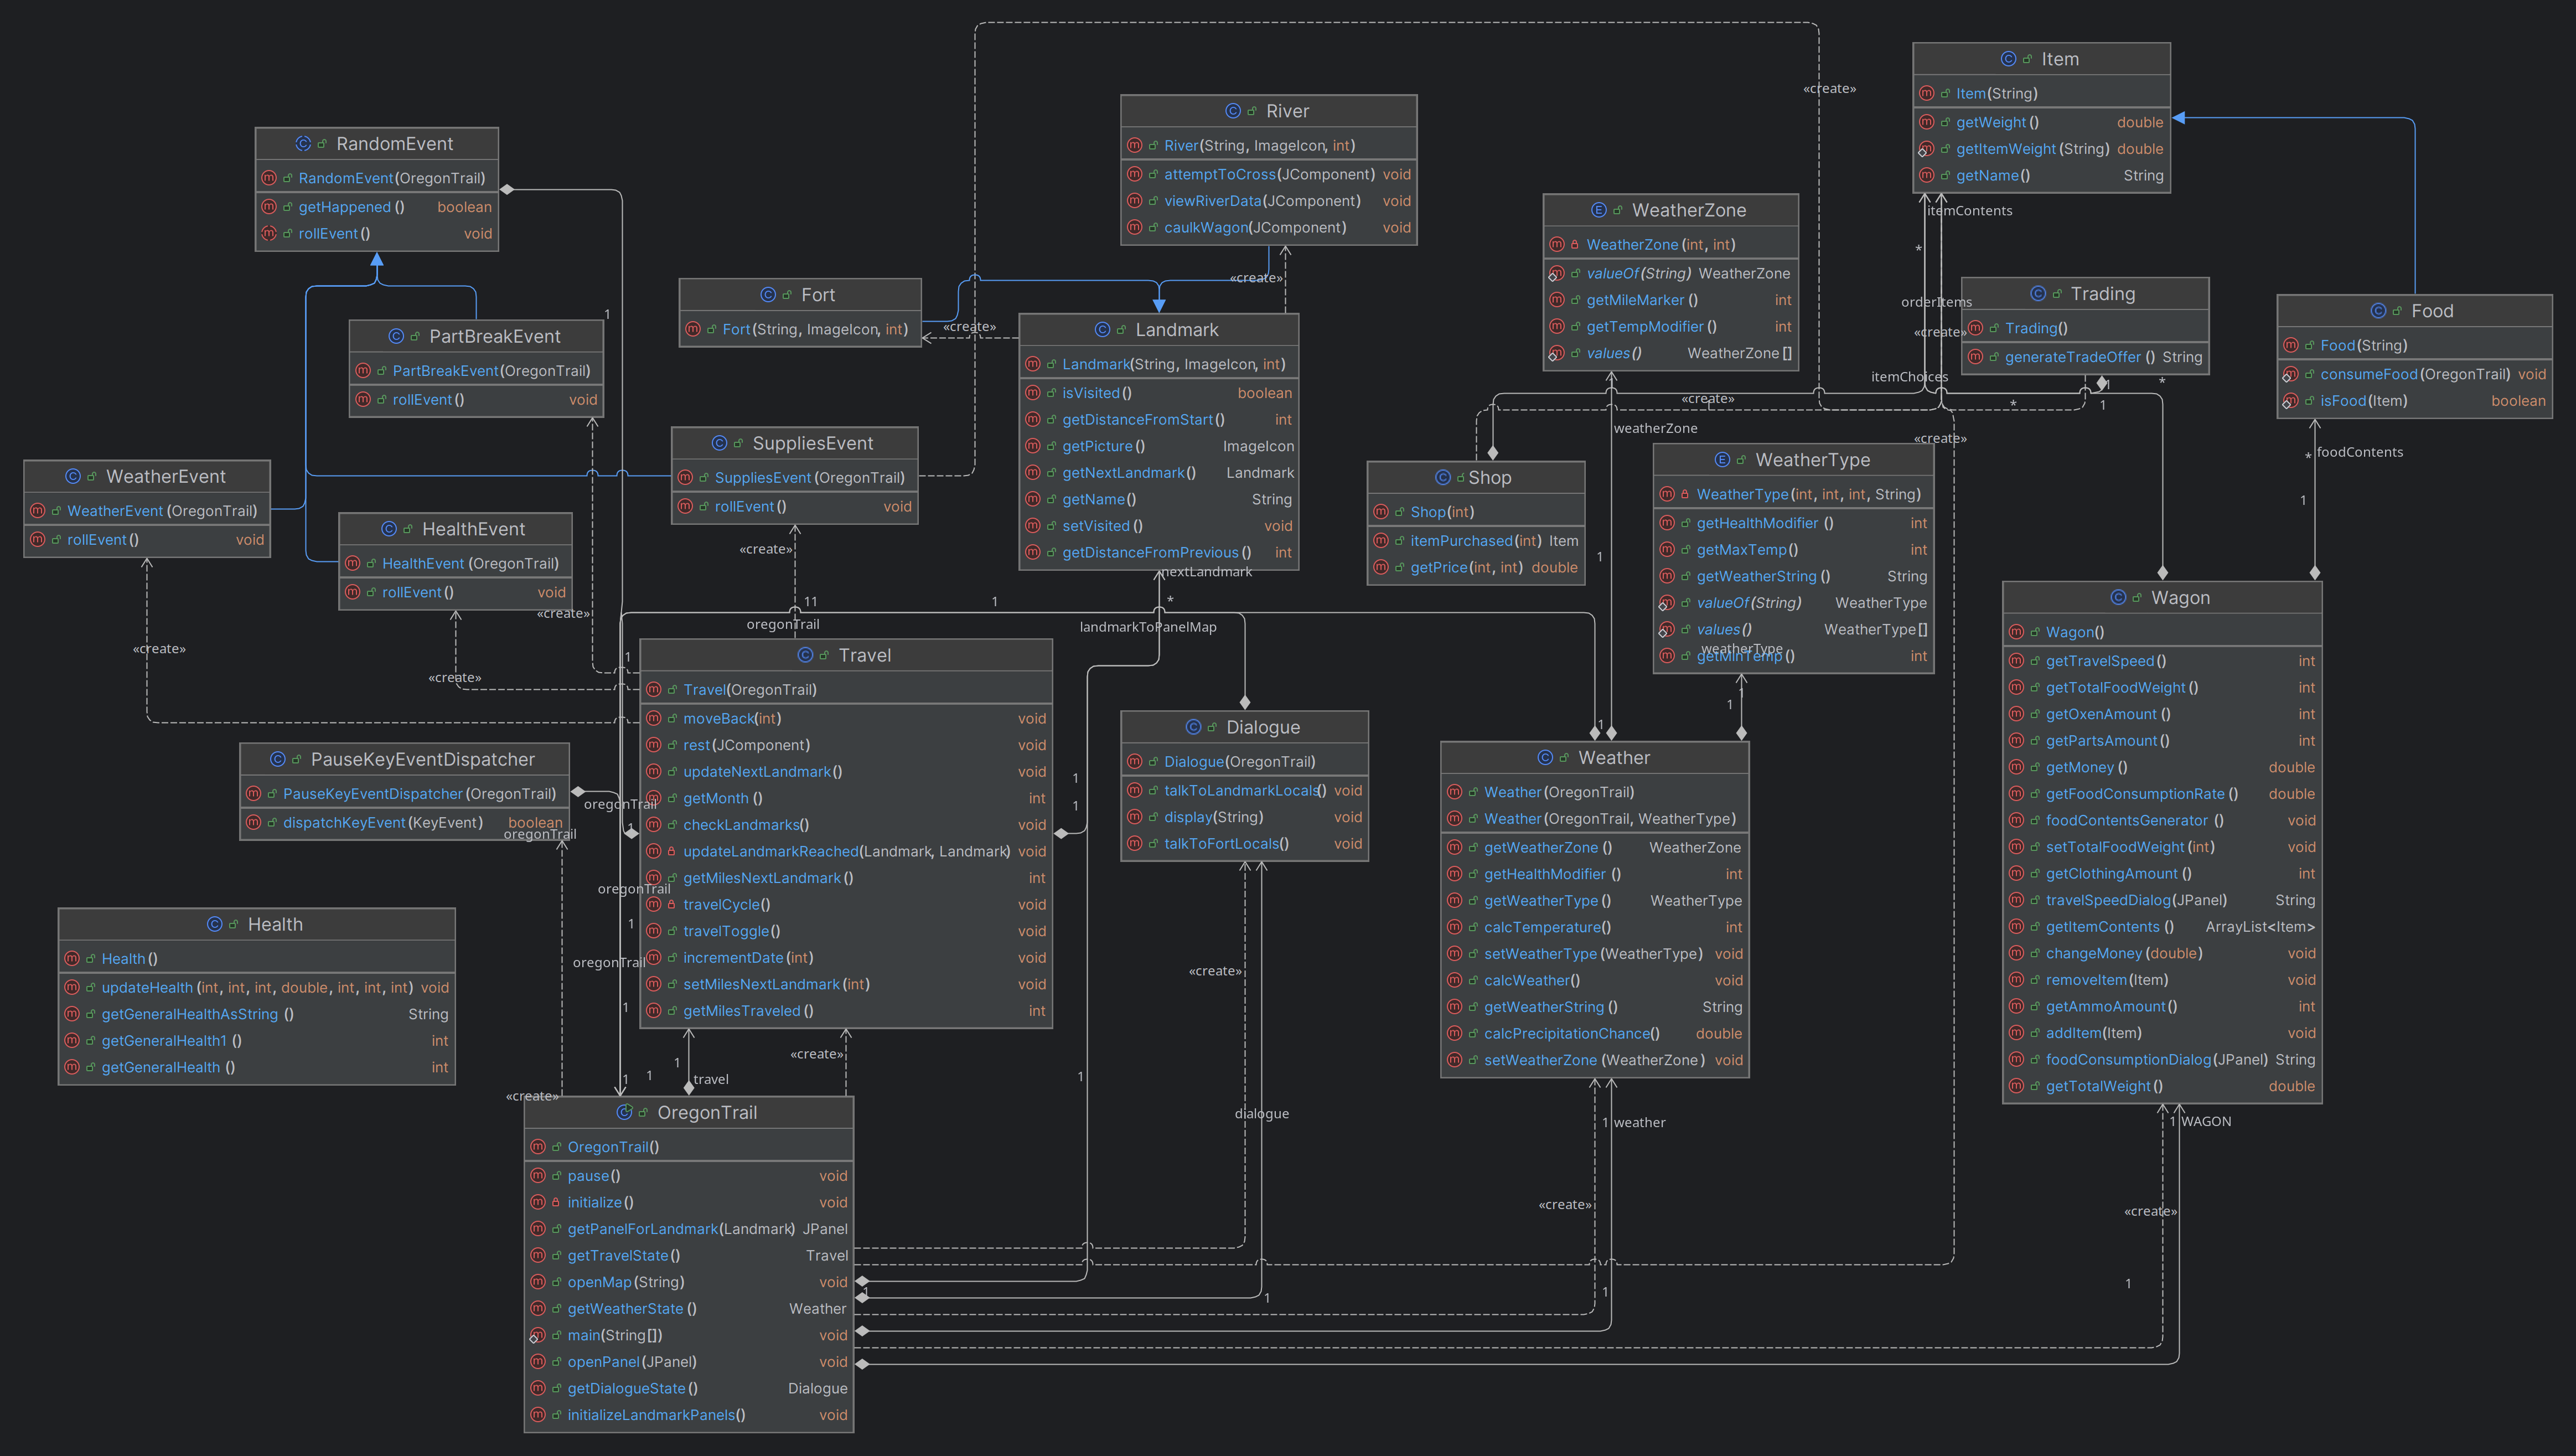 «create»
Item
Item(String)
getWeight() double
getItemWeight(String) double
getName() String
itemContents
*
River
River(String, ImageIcon, int)
attemptToCross(JComponent) void
viewRiverData(JComponent) void
caulkWagon(JComponent) void
«create»
RandomEvent
RandomEvent(OregonTrail)
getHappened() boolean
rollEvent() void
1
WeatherZone
WeatherZone(int, int)
valueOf(String) WeatherZone
getMileMarker() int
getTempModifier() int
values() WeatherZone[]
weatherZone
1
Fort
Fort(String, ImageIcon, int)
«create»
Landmark
Landmark(String, ImageIcon, int)
isVisited() boolean
getDistanceFromStart() int
getPicture() ImageIcon
getNextLandmark() Landmark
getName() String
setVisited() void
getDistanceFromPrevious() int
nextLandmark
*
landmarkToPanelMap
orderItems
«create»
itemChoices
«create»
1
«create»
Trading
Trading()
generateTradeOffer() String
1
1
*
*
Food
Food(String)
consumeFood(OregonTrail) void
isFood(Item) boolean
* foodContents
1
PartBreakEvent
PartBreakEvent(OregonTrail)
rollEvent() void
SuppliesEvent
SuppliesEvent(OregonTrail)
rollEvent() void
«create»
WeatherEvent
WeatherEvent(OregonTrail)
rollEvent() void
«create»
HealthEvent
HealthEvent(OregonTrail)
rollEvent() void
«create»
«create»
Shop
Shop(int)
itemPurchased(int) Item
getPrice(int, int) double
WeatherType
WeatherType(int, int, int, String)
getHealthModifier() int
getMaxTemp() int
getWeatherString() String
valueOf(String) WeatherType
values() WeatherType[]
getMinTemp() int
weatherType
1
1
11
1
oregonTrail
1
Travel
Travel(OregonTrail)
moveBack(int) void
rest(JComponent) void
updateNextLandmark() void
getMonth() int
checkLandmarks() void
updateLandmarkReached(Landmark, Landmark) void
getMilesNextLandmark() int
travelCycle() void
travelToggle() void
incrementDate(int) void
setMilesNextLandmark(int) void
getMilesTraveled() int
1
1
1
Dialogue
Dialogue(OregonTrail)
talkToLandmarkLocals() void
display(String) void
talkToFortLocals() void
«create»
dialogue
1
Weather
Weather(OregonTrail)
Weather(OregonTrail, WeatherType)
getWeatherZone() WeatherZone
getHealthModifier() int
getWeatherType() WeatherType
calcTemperature() int
setWeatherType(WeatherType) void
calcWeather() void
getWeatherString() String
calcPrecipitationChance() double
setWeatherZone(WeatherZone) void
1
1 weather
«create»
1
Wagon
Wagon()
getTravelSpeed() int
getTotalFoodWeight() int
getOxenAmount() int
getPartsAmount() int
getMoney() double
getFoodConsumptionRate() double
foodContentsGenerator() void
setTotalFoodWeight(int) void
getClothingAmount() int
travelSpeedDialog(JPanel) String
getItemContents() ArrayList<Item>
changeMoney(double) void
removeItem(Item) void
getAmmoAmount() int
addItem(Item) void
foodConsumptionDialog(JPanel) String
getTotalWeight() double
1 WAGON
«create»
1
PauseKeyEventDispatcher
PauseKeyEventDispatcher(OregonTrail)
dispatchKeyEvent(KeyEvent) boolean
oregonTrail
oregonTrail
1
oregonTrail
1
oregonTrail
1
Health
Health()
updateHealth(int, int, int, double, int, int, int) void
getGeneralHealthAsString() String
getGeneralHealth1() int
getGeneralHealth() int
«create»
1
1
1
travel
«create»
OregonTrail
OregonTrail()
pause() void
initialize() void
getPanelForLandmark(Landmark) JPanel
getTravelState() Travel
openMap(String) void
getWeatherState() Weather
main(String[]) void
openPanel(JPanel) void
getDialogueState() Dialogue
initializeLandmarkPanels() void
1
1